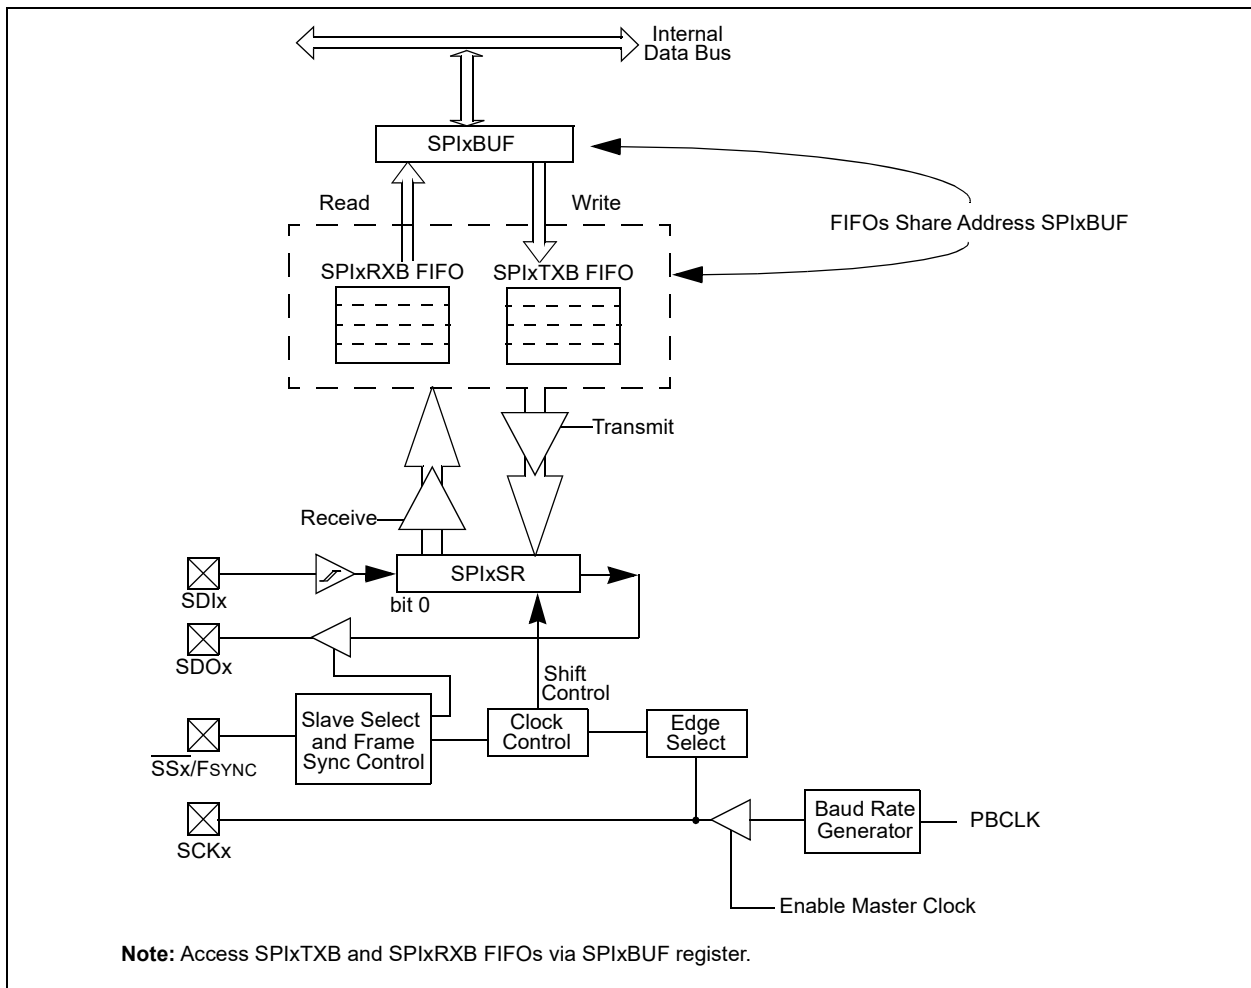 Internal
Data Bus
SPIxBUF
Read
Write
FIFOs Share Address SPIxBUF
SPIxRXB FIFO
SPIxTXB FIFO
Transmit
Receive
SPIxSR
bit 0
SDIx
SDOx
Shift
Control
Slave Select
and Frame
Sync Control
Clock
Control
Edge
Select
SSx/FSYNC
Baud Rate
Generator
PBCLK
SCKx
Enable Master Clock
Note: Access SPIxTXB and SPIxRXB FIFOs via SPIxBUF register.